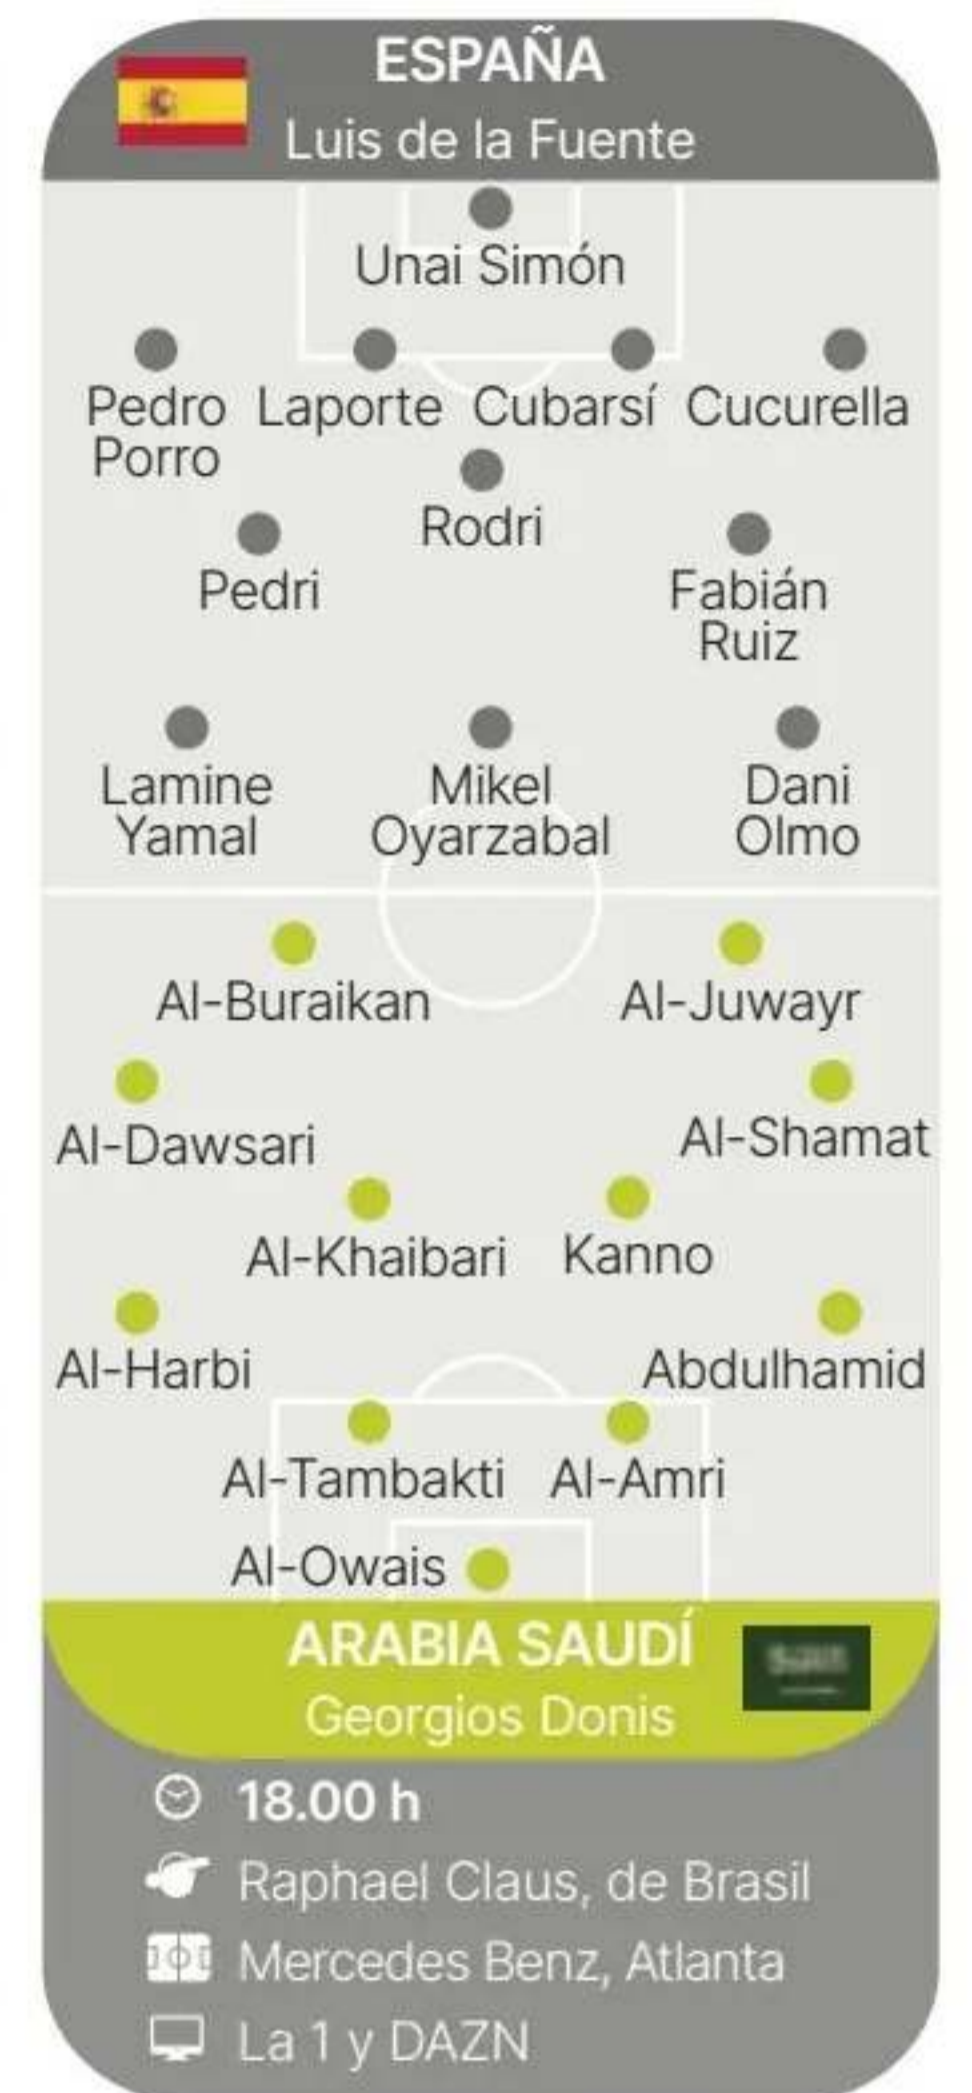 ESPAÑA
Luis de la Fuente
Unai Simón
Pedro Porro
Laporte
Cubarsí
Cucurella
Rodri
Pedri
Fabián Ruiz
Lamine Yamal
Mikel Oyarzabal
Dani Olmo
Al-Buraikan
Al-Juwayr
Al-Dawsari
Al-Shamat
Al-Khaibari
Kanno
Al-Harbi
Abdulhamid
Al-Tambakti
Al-Amri
Al-Owais
ARABIA SAUDÍ
Georgios Donis
18.00 h
Raphael Claus, de Brasil
Mercedes Benz, Atlanta
La 1 y DAZN